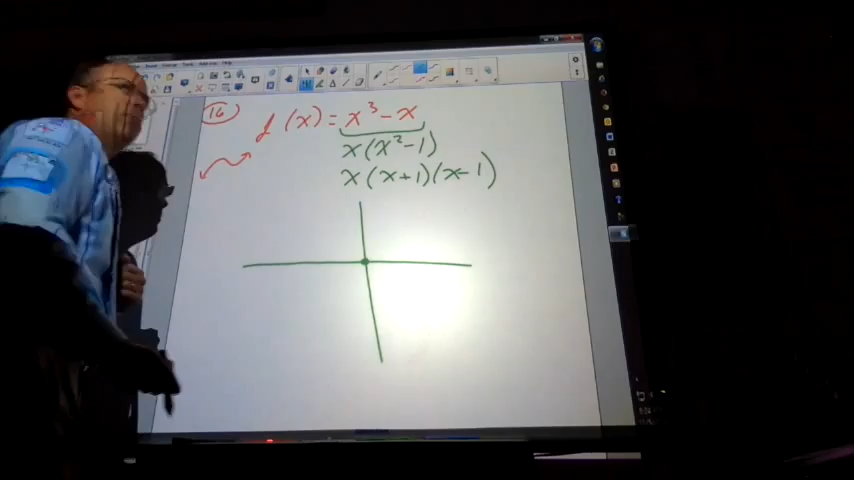 16
f(x) = x³ - x
x(x² - 1)
x(x+1)(x-1)